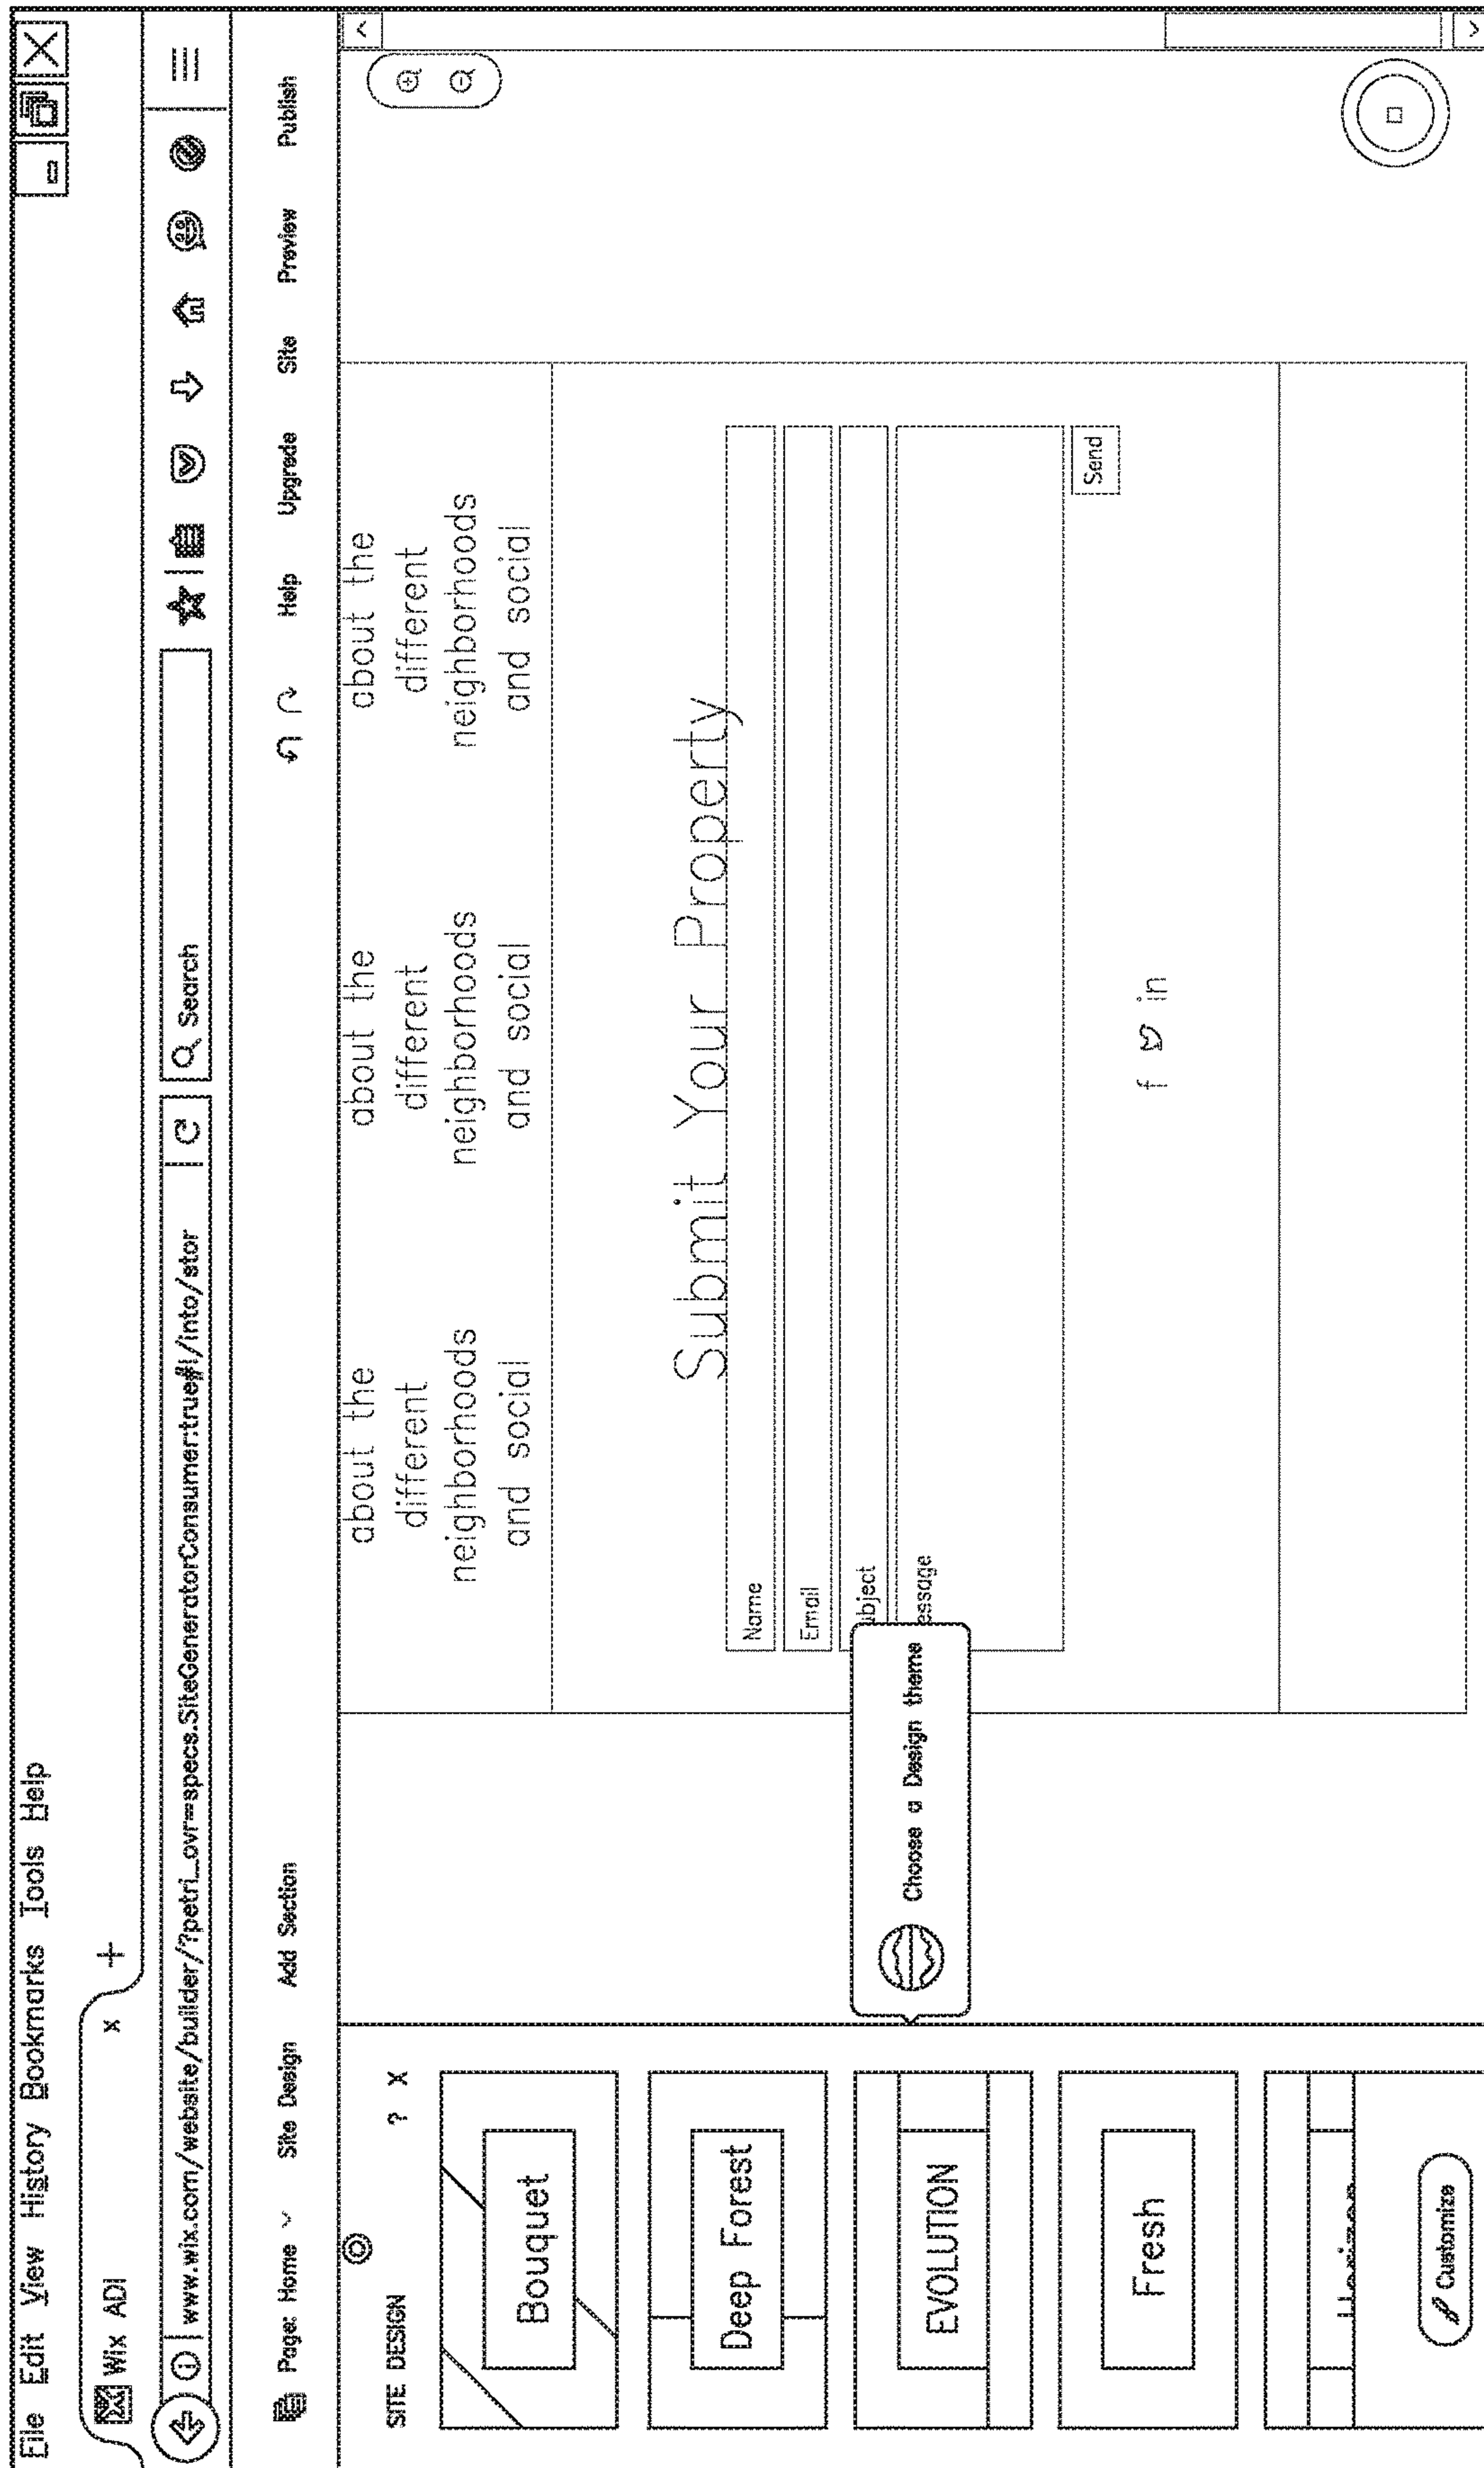 File Edit View History Bookmarks Tools Help
Wix ADI x +
www.wix.com/website/builder/?petri_ovr=specs.SiteGeneratorConsumer:true#!/into/stor
Search
Page: Home Site Design Add Section Help Upgrade Site Preview Publish
SITE DESIGN ? X
Bouquet
Deep Forest
EVOLUTION
Fresh
Customize
Choose a Design theme
about the about the about the
different different different
neighborhoods neighborhoods neighborhoods
and social and social and social
Submit Your Property
Name
Email
bject
essage
Send
f in